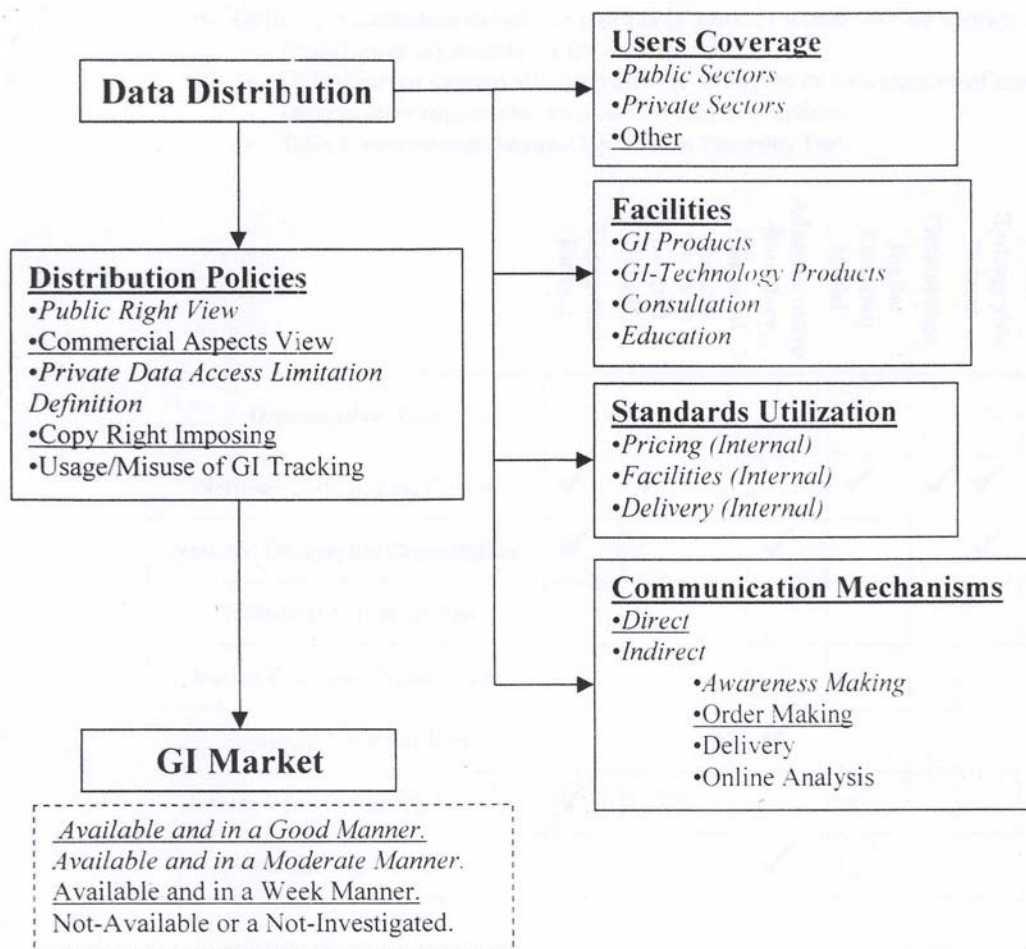 Data Distribution
Users Coverage
•Public Sectors
•Private Sectors
•Other
Facilities
•GI Products
•GI-Technology Products
•Consultation
•Education
Distribution Policies
•Public Right View
•Commercial Aspects View
•Private Data Access Limitation
Definition
•Copy Right Imposing
•Usage/Misuse of GI Tracking
Standards Utilization
•Pricing (Internal)
•Facilities (Internal)
•Delivery (Internal)
Communication Mechanisms
•Direct
•Indirect
•Awareness Making
•Order Making
•Delivery
•Online Analysis
GI Market
Available and in a Good Manner.
Available and in a Moderate Manner.
Available and in a Week Manner.
Not-Available or a Not-Investigated.